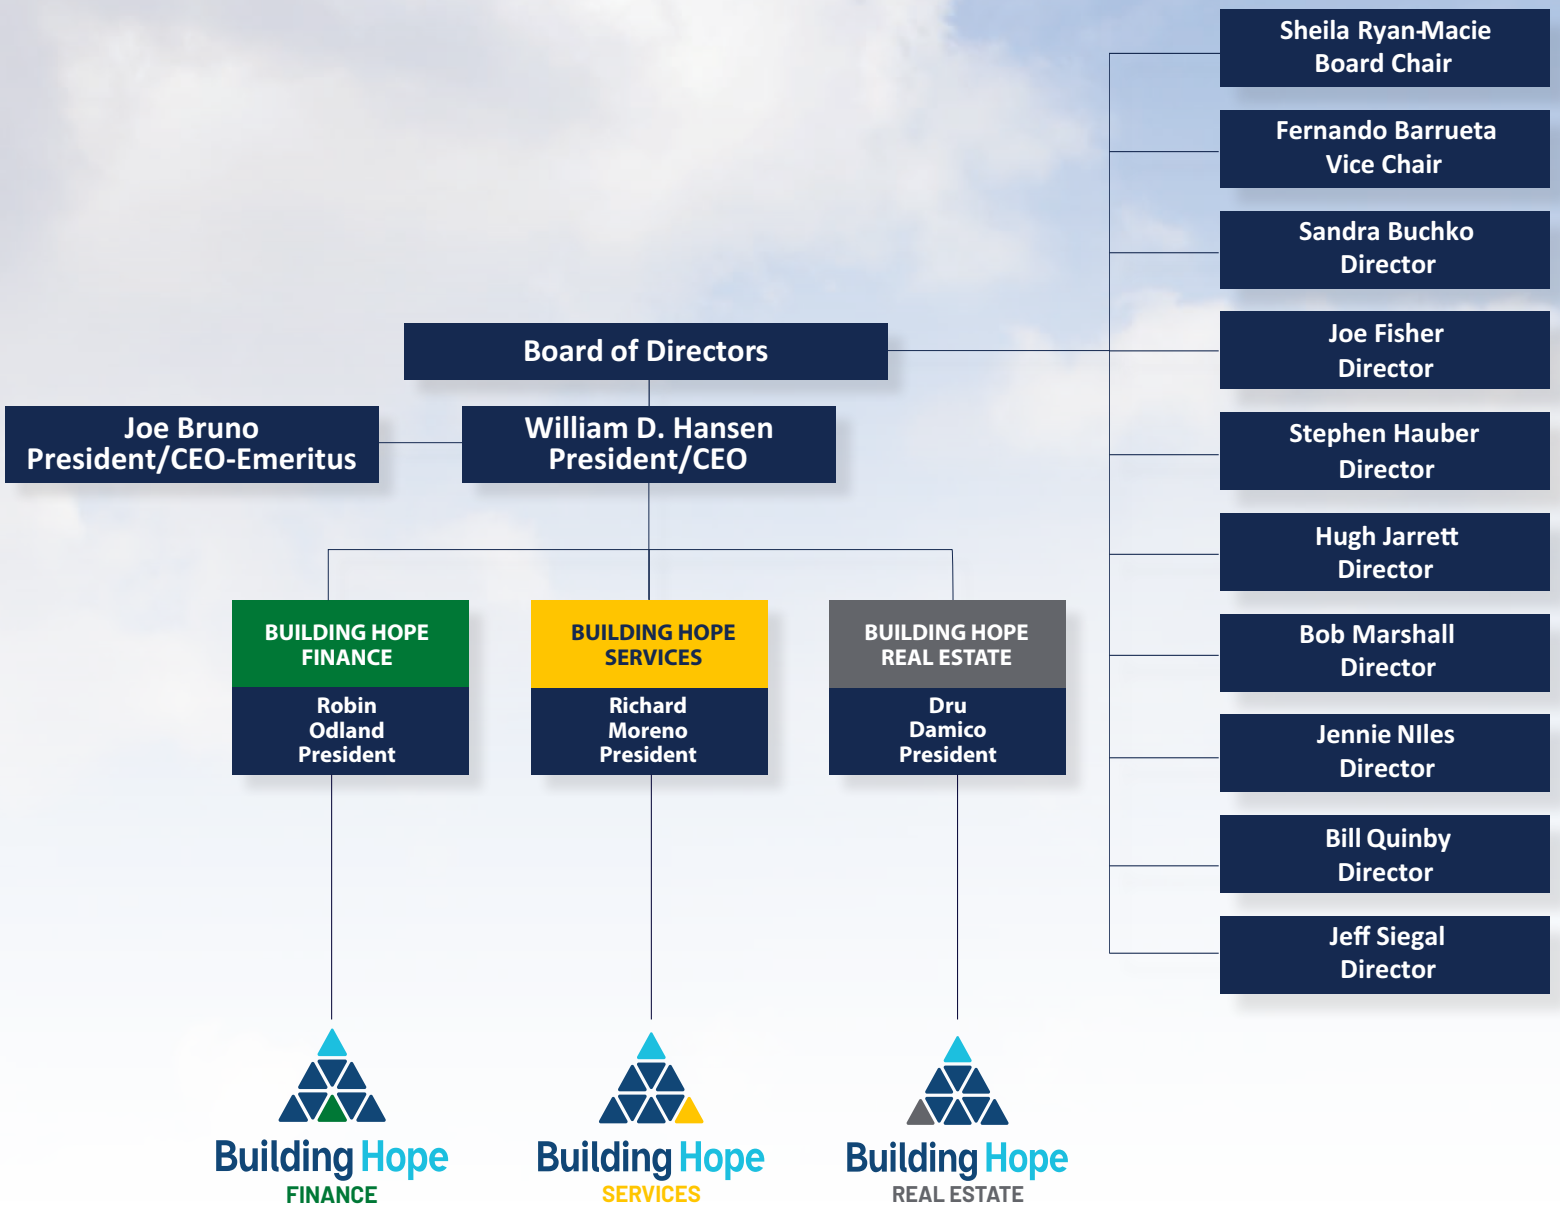 Sheila Ryan-Macie
Board Chair
Fernando Barrueta
Vice Chair
Sandra Buchko
Director
Joe Fisher
Director
Stephen Hauber
Director
Hugh Jarrett
Director
Bob Marshall
Director
Jennie NIles
Director
Bill Quinby
Director
Jeff Siegal
Director
Board of Directors
Joe Bruno
President/CEO-Emeritus
William D. Hansen
President/CEO
BUILDING HOPE
FINANCE
Robin
Odland
President
BUILDING HOPE
SERVICES
Richard
Moreno
President
BUILDING HOPE
REAL ESTATE
Dru
Damico
President
Building Hope
FINANCE
Building Hope
SERVICES
Building Hope
REAL ESTATE